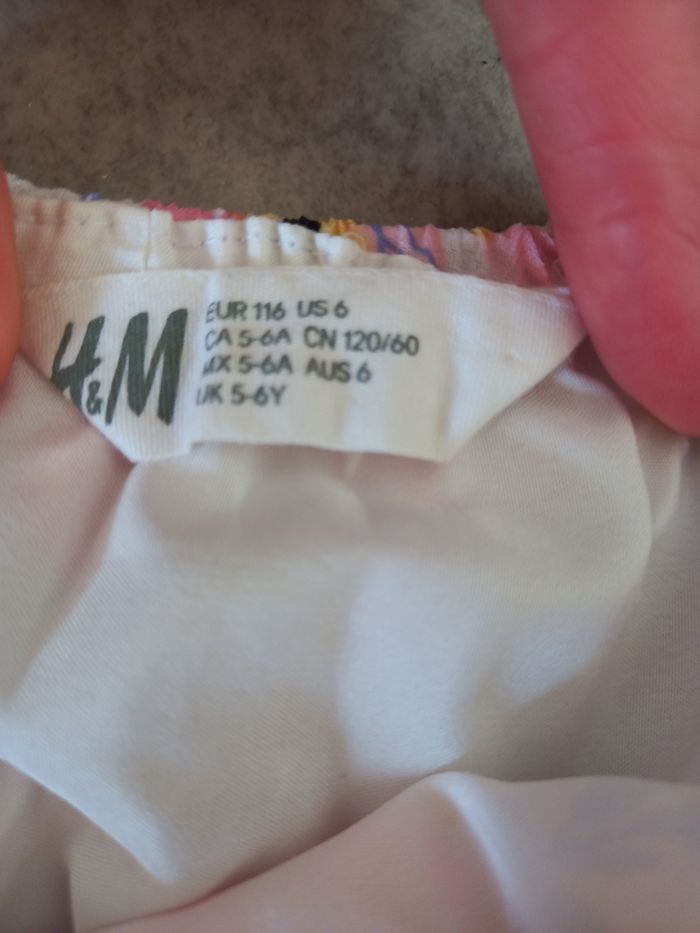 H&M
EUR 116 US 6
CA 5-6A CN 120/60
MX 5-6A AUS 6
UK 5-6Y